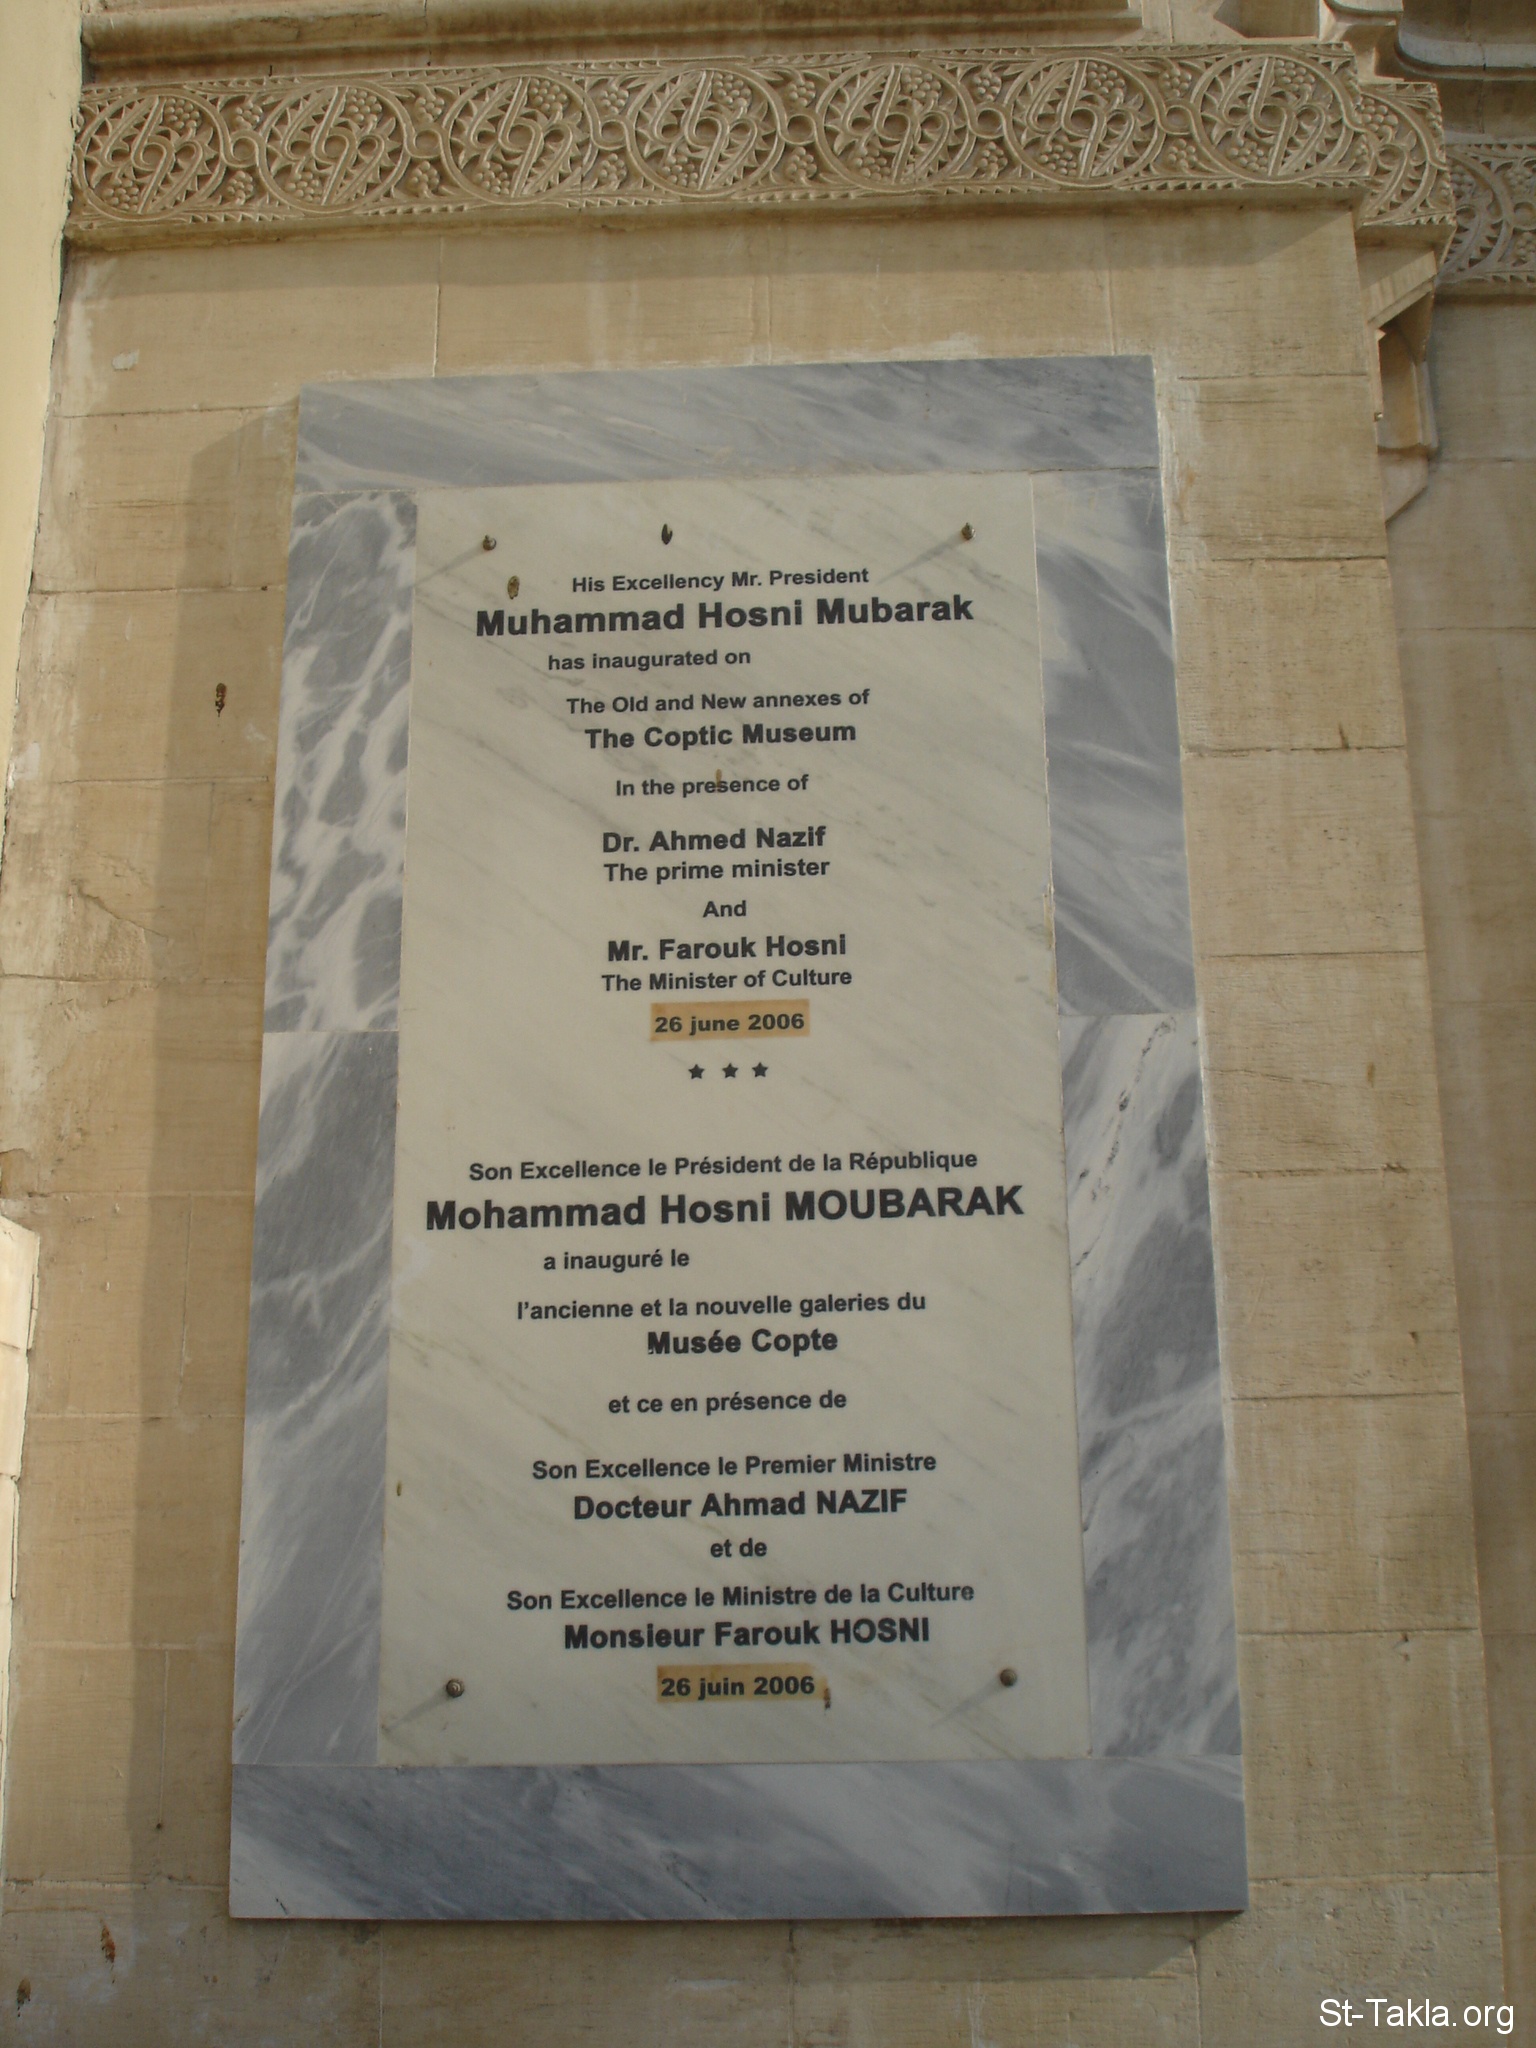 His Excellency Mr. President
Muhammad Hosni Mubarak
has inaugurated on
The Old and New annexes of
The Coptic Museum
In the presence of
Dr. Ahmed Nazif
The prime minister
And
Mr. Farouk Hosni
The Minister of Culture
26 june 2006
★ ★ ★
Son Excellence le Président de la République
Mohammad Hosni MOUBARAK
a inauguré le
l'ancienne et la nouvelle galeries du
Musée Copte
et ce en présence de
Son Excellence le Premier Ministre
Docteur Ahmad NAZIF
et de
Son Excellence le Ministre de la Culture
Monsieur Farouk HOSNI
26 juin 2006
St-Takla.org